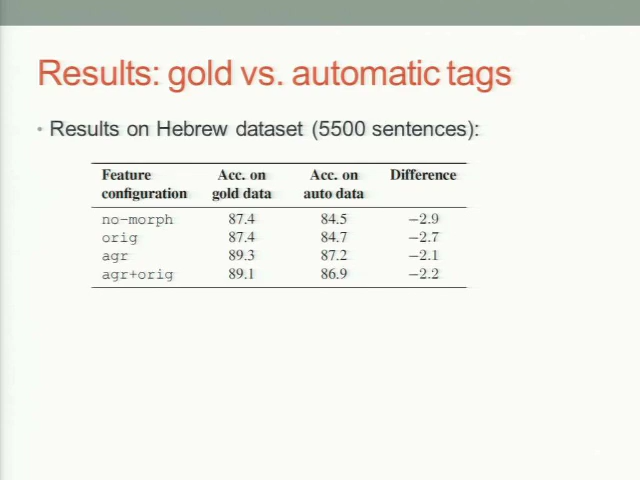 Results: gold vs. automatic tags
• Results on Hebrew dataset (5500 sentences):
Feature configuration Acc. on gold data Acc. on auto data Difference
no-morph 87.4 84.5 −2.9
orig 87.4 84.7 −2.7
agr 89.3 87.2 −2.1
agr+orig 89.1 86.9 −2.2